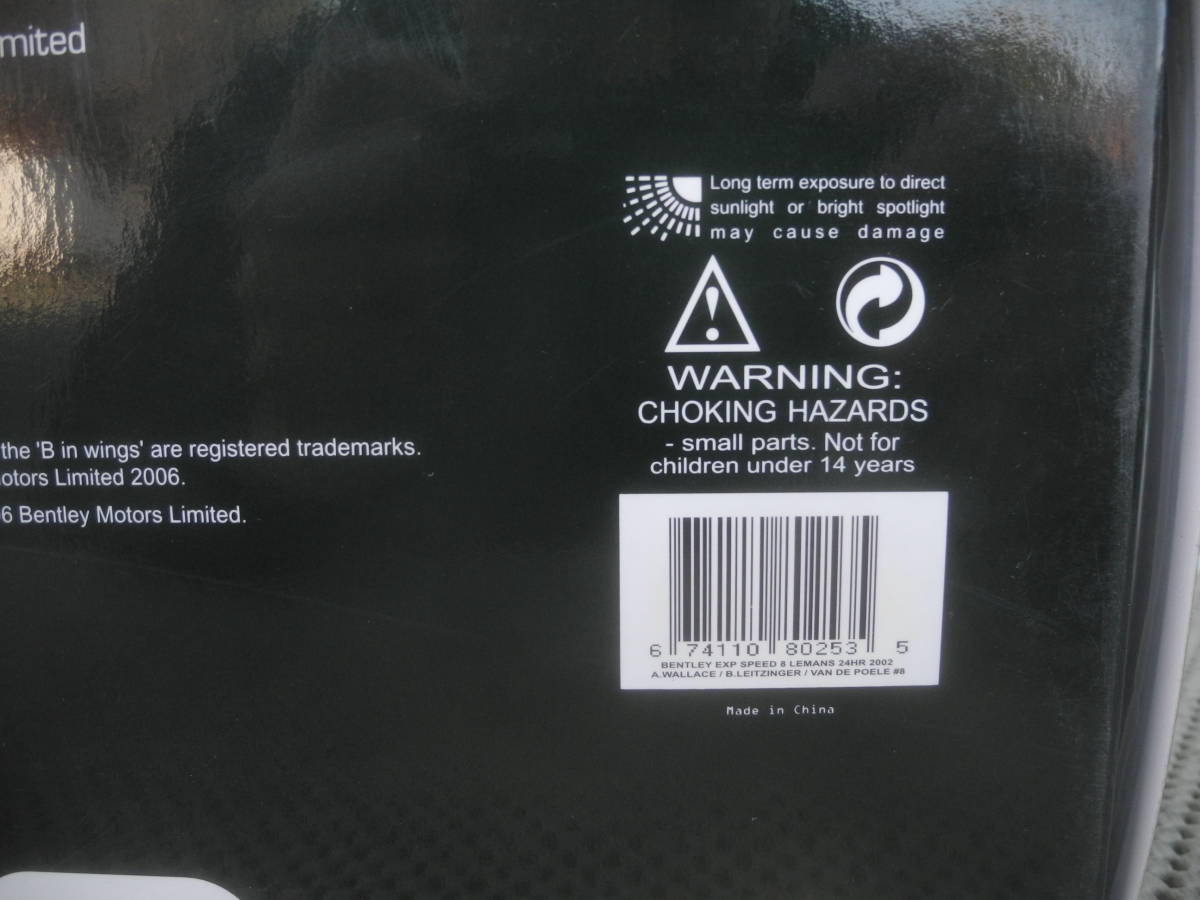 mited
Long term exposure to direct
sunlight or bright spotlight
may cause damage
WARNING:
CHOKING HAZARDS
- small parts. Not for
children under 14 years
the 'B in wings' are registered trademarks.
otors Limited 2006.
6 Bentley Motors Limited.
6 74110 80253 5
BENTLEY EXP SPEED 8 LEMANS 24HR 2002
A.WALLACE / B.LEITZINGER / VAN DE POELE #8
Made in China